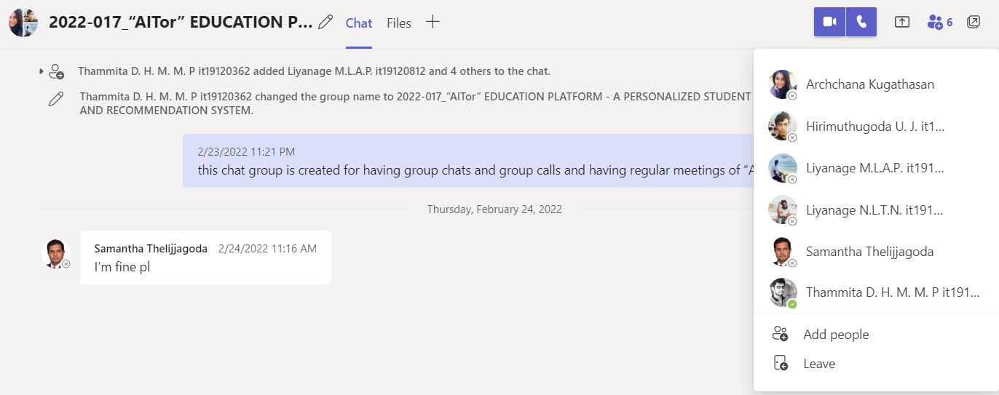 2022-017_“AITor” EDUCATION P...
Chat
Files
6
Thammita D. H. M. M. P it19120362 added Liyanage M.L.A.P. it19120812 and 4 others to the chat.
Thammita D. H. M. M. P it19120362 changed the group name to 2022-017_“AITor” EDUCATION PLATFORM - A PERSONALIZED STUDENT
AND RECOMMENDATION SYSTEM.
2/23/2022 11:21 PM
this chat group is created for having group chats and group calls and having regular meetings of “A
Thursday, February 24, 2022
Samantha Thelijjagoda 2/24/2022 11:16 AM
I’m fine pl
Archchana Kugathasan
Hirimuthugoda U. J. it1...
Liyanage M.L.A.P. it191...
Liyanage N.L.T.N. it191...
Samantha Thelijjagoda
Thammita D. H. M. M. P it191...
Add people
Leave